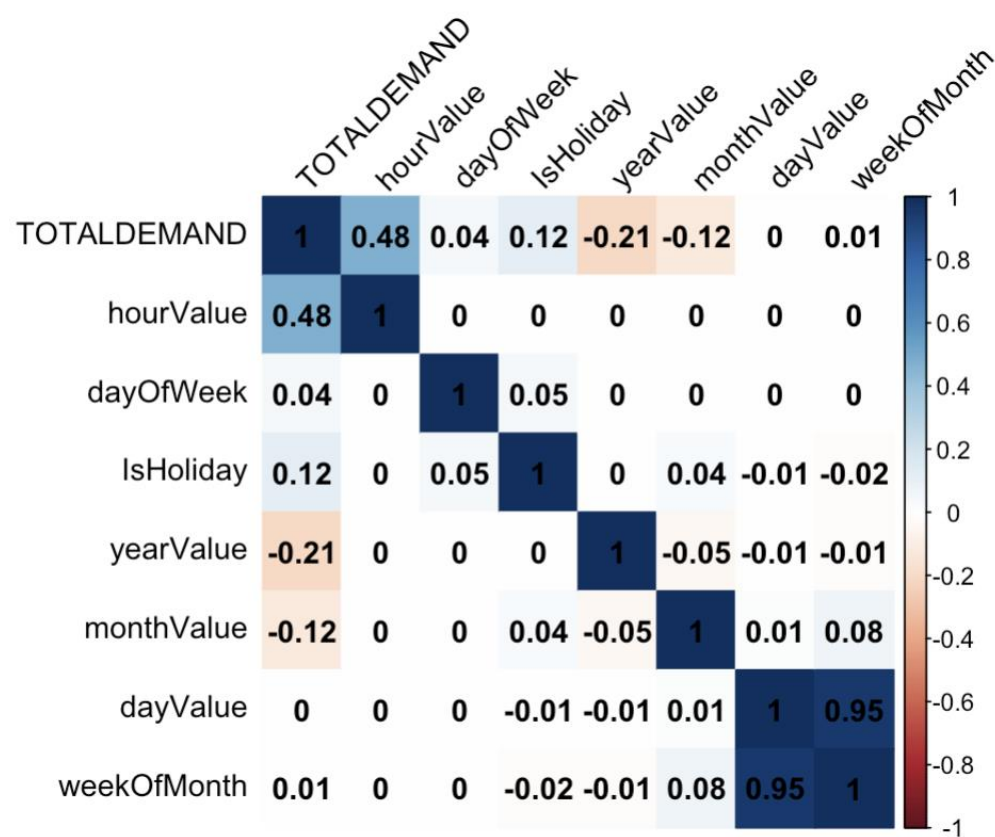 TOTALDEMAND hourValue dayOfWeek IsHoliday yearValue monthValue dayValue weekOfMonth
TOTALDEMAND 1 0.48 0.04 0.12 -0.21 -0.12 0 0.01
hourValue 0.48 1 0 0 0 0 0 0
dayOfWeek 0.04 0 1 0.05 0 0 0 0
IsHoliday 0.12 0 0.05 1 0 0.04 -0.01 -0.02
yearValue -0.21 0 0 0 1 -0.05 -0.01 -0.01
monthValue -0.12 0 0 0.04 -0.05 1 0.01 0.08
dayValue 0 0 0 -0.01 -0.01 0.01 1 0.95
weekOfMonth 0.01 0 0 -0.02 -0.01 0.08 0.95 1
1
0.8
0.6
0.4
0.2
0
-0.2
-0.4
-0.6
-0.8
-1